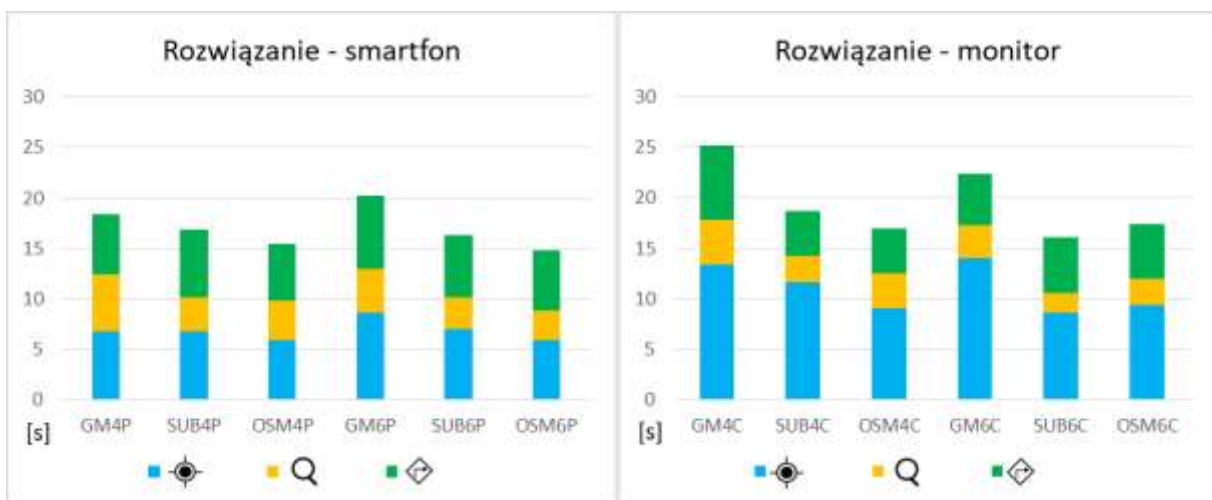 Rozwiązanie - smartfon
30
25
20
15
10
5
0
[s]
GM4P SUB4P OSM4P GM6P SUB6P OSM6P
Rozwiązanie - monitor
30
25
20
15
10
5
0
[s]
GM4C SUB4C OSM4C GM6C SUB6C OSM6C